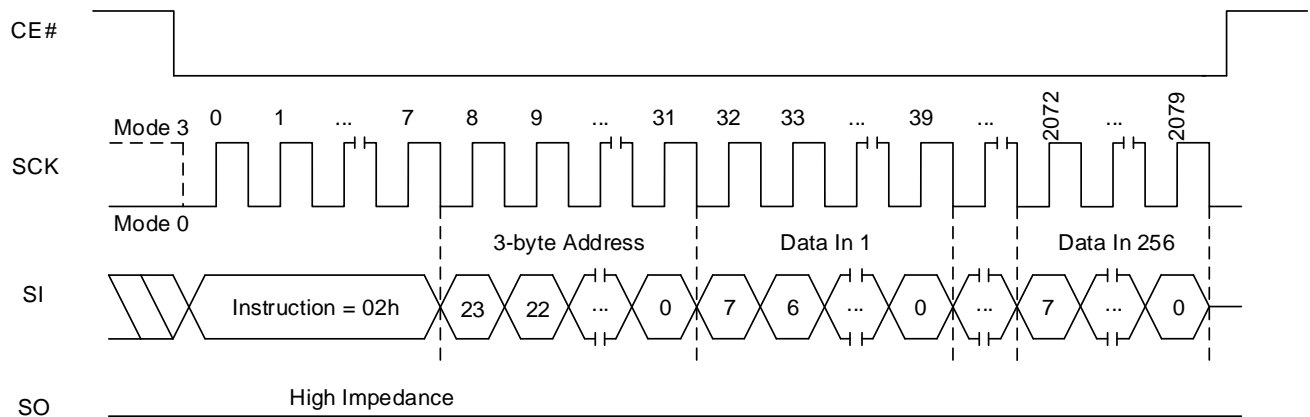 CE#
0 1 ... 7 8 9 ... 31 32 33 ... 39 ... 2072 ... 2079
Mode 3
SCK
Mode 0
3-byte Address Data In 1 Data In 256
SI Instruction = 02h 23 22 ... 0 7 6 ... 0 ... 7 ... 0
High Impedance
SO